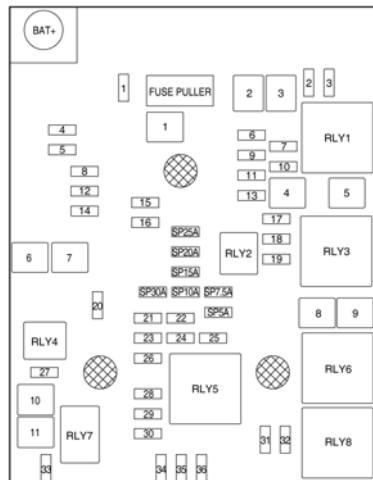 BAT+
1 FUSE PULLER 2 3 2 3
1
4 6 7 RLY1
5 9 10
8 11
12 13 4 5
14 15
16 17
SP25A 18 RLY3
SP20A RLY2 19
SP15A
6 7
SP30A SP10A SP7.5A
20 SP5A 8 9
21 22
RLY4 23 24 25
26 RLY6
27 RLY5
10 28
11 RLY7 29
30 31 32 RLY8
33 34 35 36